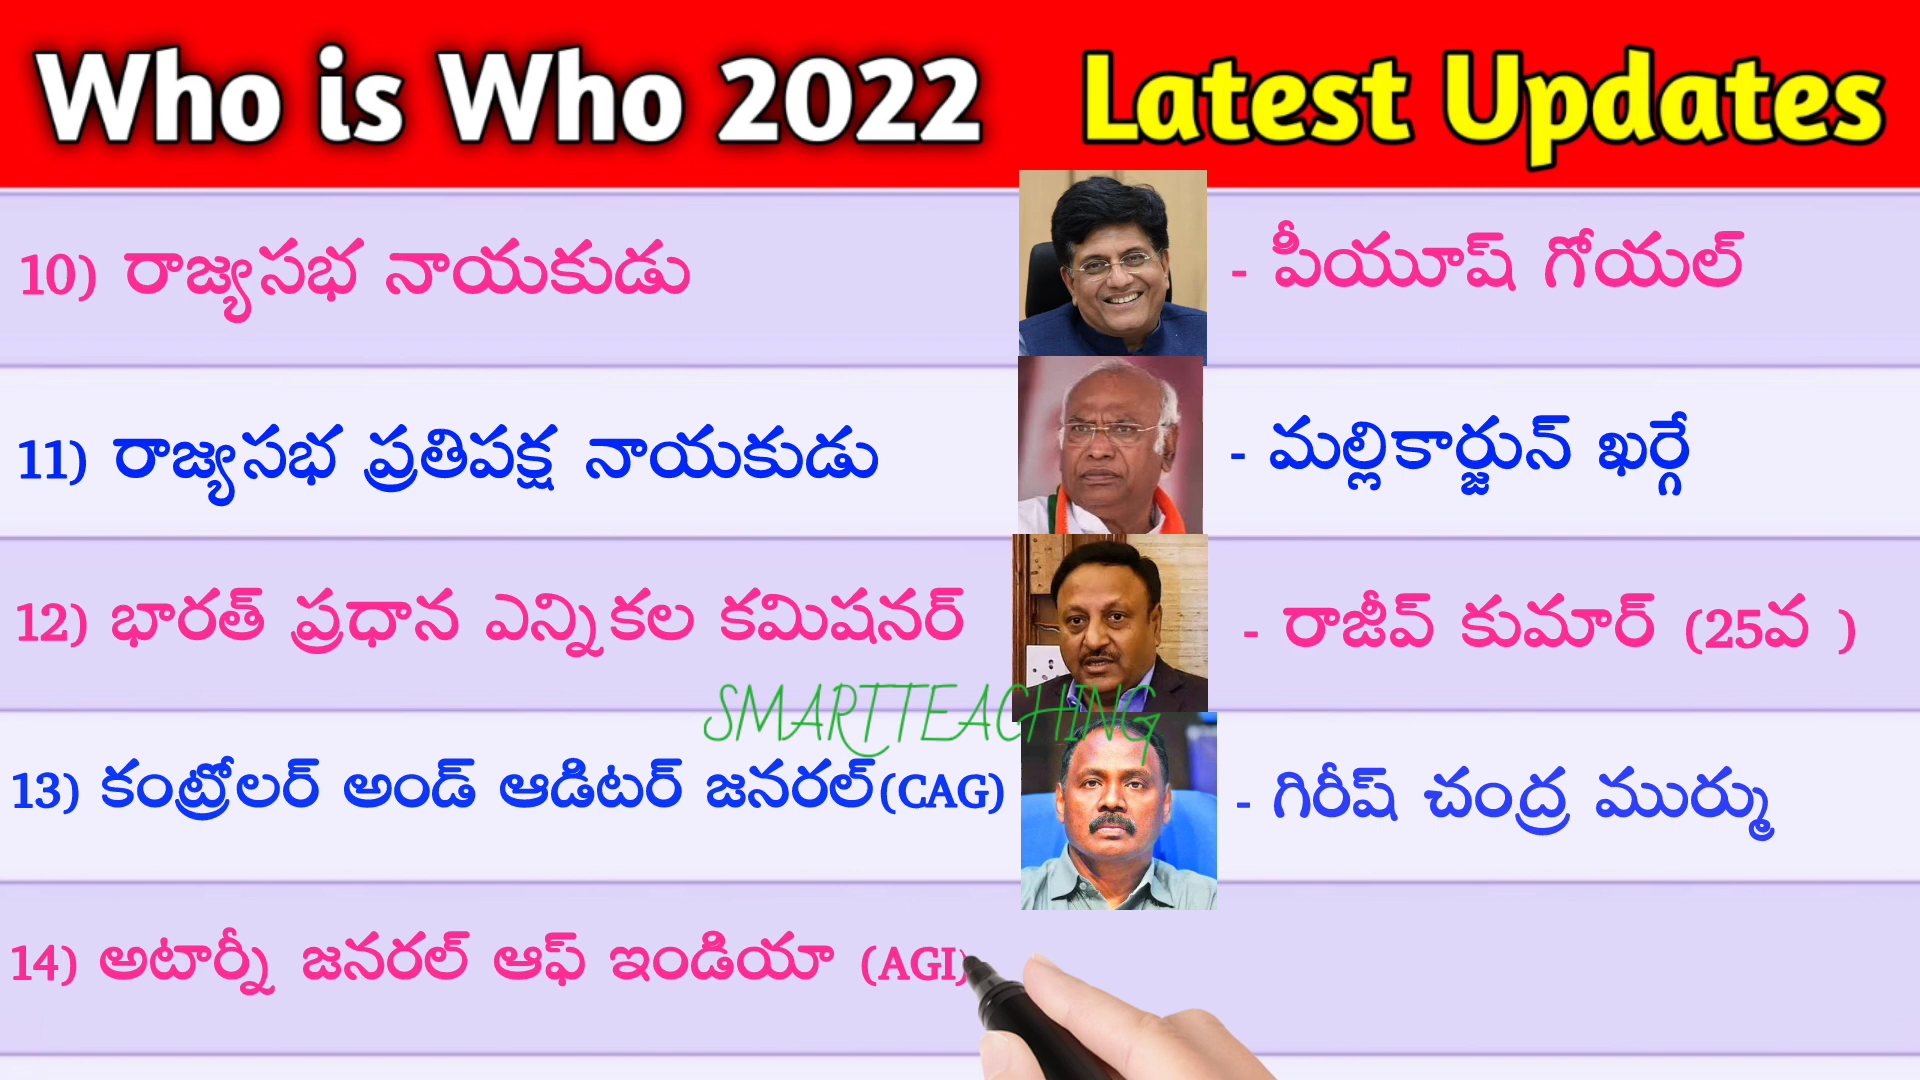 Who is Who 2022 Latest Updates
10) రాజ్యసభ నాయకుడు - పీయూష్ గోయల్
11) రాజ్యసభ ప్రతిపక్ష నాయకుడు - మల్లికార్జున్ ఖర్గే
12) భారత్ ప్రధాన ఎన్నికల కమిషనర్ - రాజీవ్ కుమార్ (25వ )
SMARTTEACHING
13) కంట్రోలర్ అండ్ ఆడిటర్ జనరల్(CAG) - గిరీష్ చంద్ర ముర్ము
14) అటార్నీ జనరల్ ఆఫ్ ఇండియా (AGI)